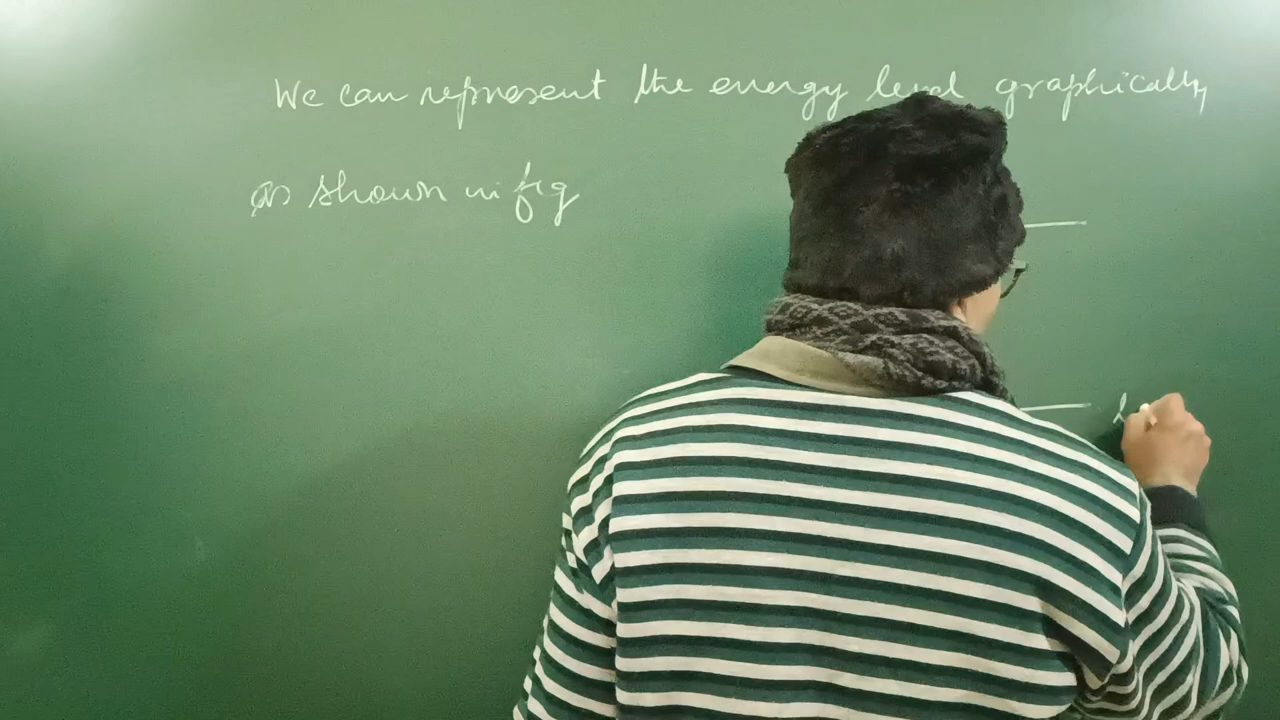 We can represent the energy level graphically
as shown in fig